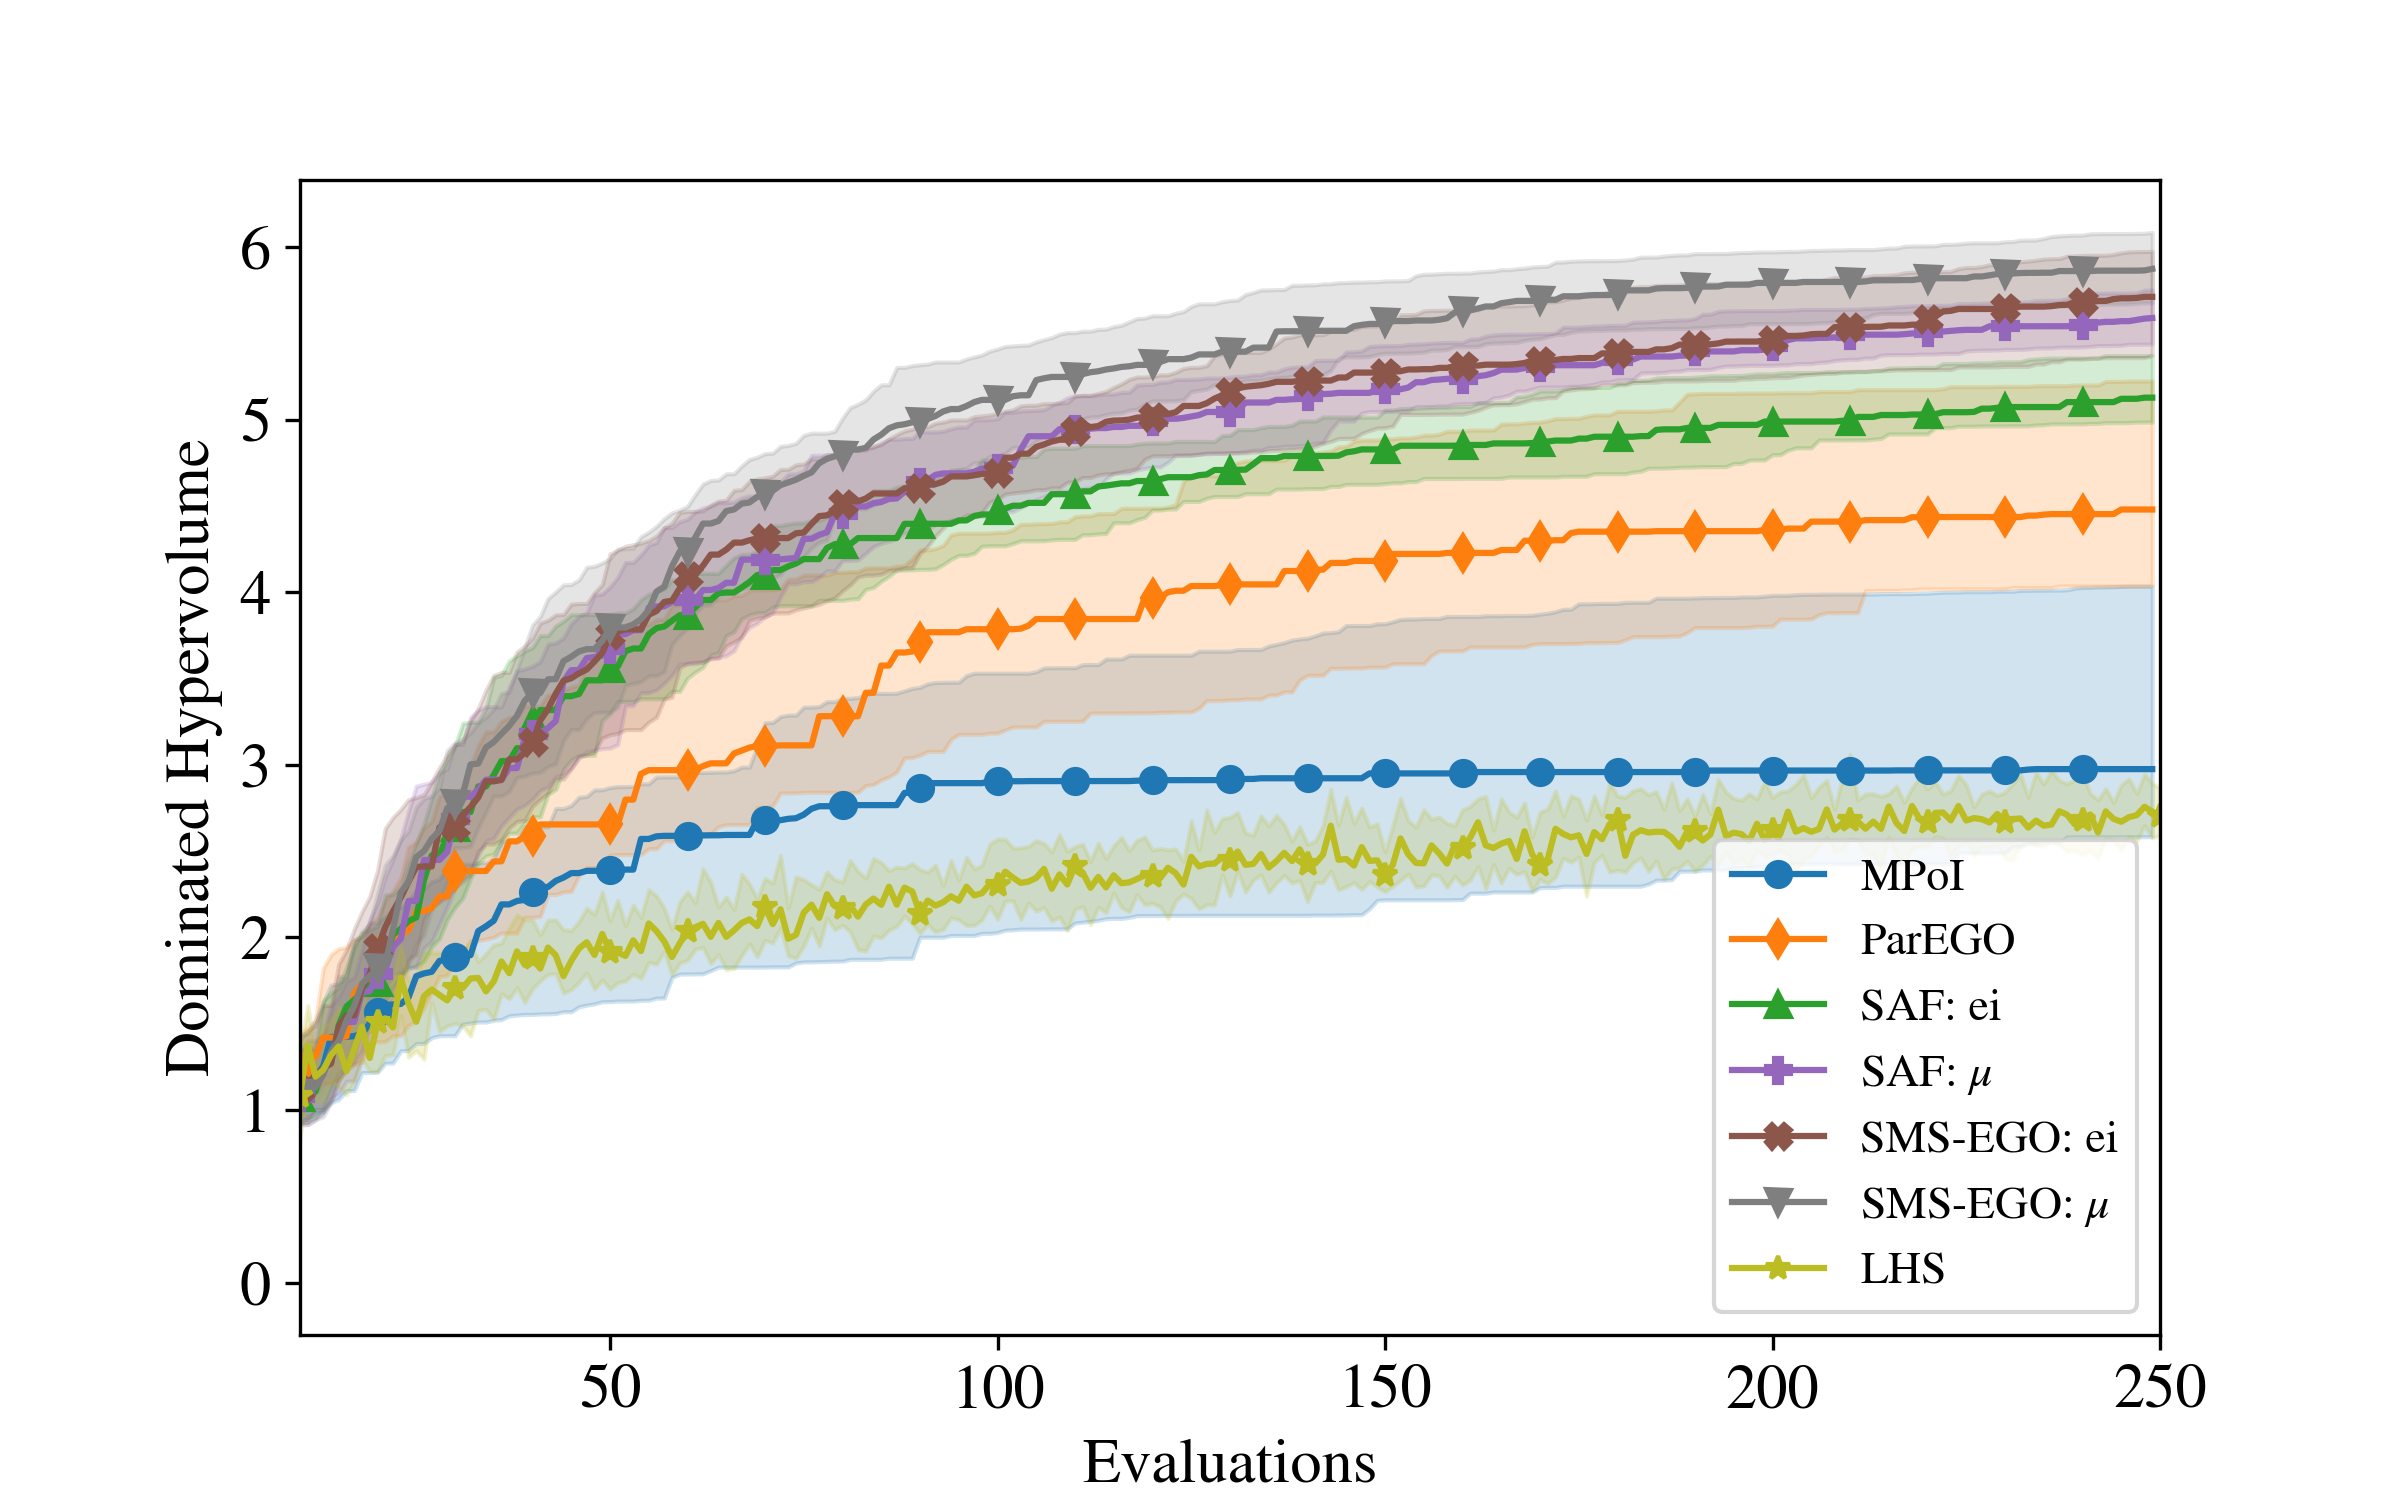 Dominated Hypervolume
6
5
4
3
2
1
0
50 100 150 200 250
Evaluations
MPoI
ParEGO
SAF: ei
SAF: μ
SMS-EGO: ei
SMS-EGO: μ
LHS